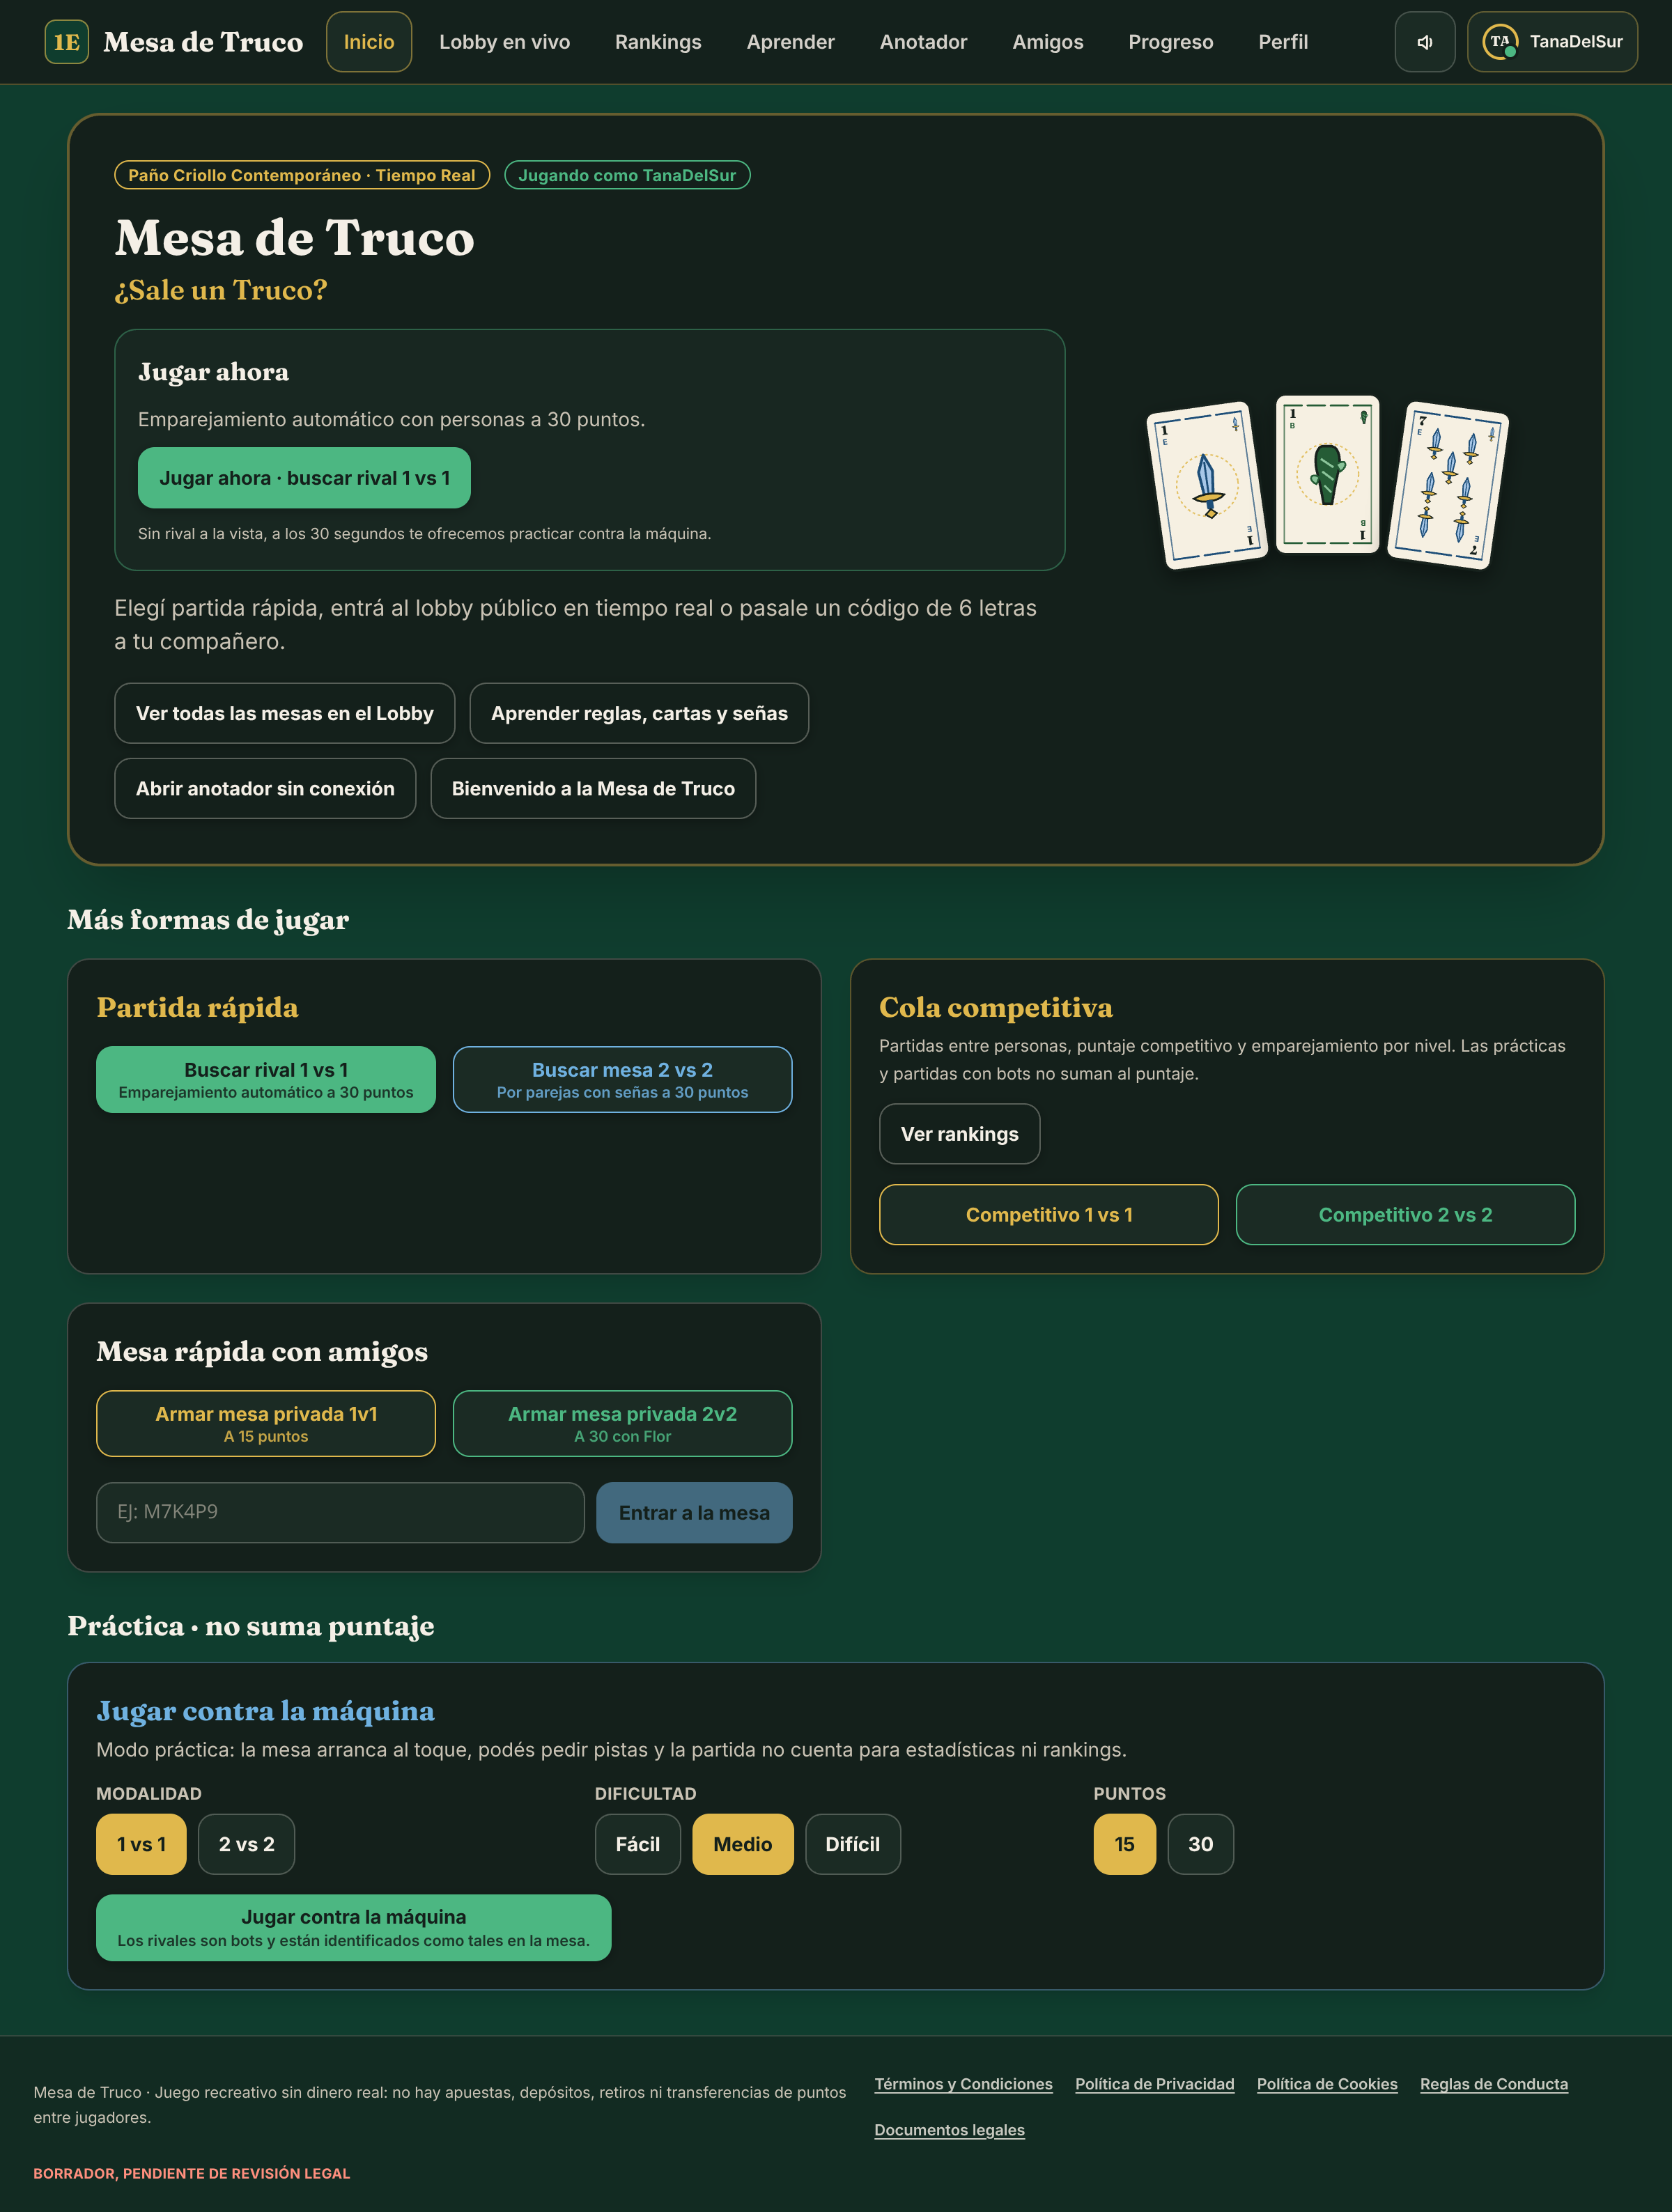 1E Mesa de Truco Inicio Lobby en vivo Rankings Aprender Anotador Amigos Progreso Perfil TA TanaDelSur
Paño Criollo Contemporáneo · Tiempo Real Jugando como TanaDelSur
Mesa de Truco
¿Sale un Truco?
Jugar ahora
Emparejamiento automático con personas a 30 puntos.
Jugar ahora · buscar rival 1 vs 1
Sin rival a la vista, a los 30 segundos te ofrecemos practicar contra la máquina.
1
E
1
E
1
B
1
B
7
E
7
E
Elegí partida rápida, entrá al lobby público en tiempo real o pasale un código de 6 letras
a tu compañero.
Ver todas las mesas en el Lobby Aprender reglas, cartas y señas
Abrir anotador sin conexión Bienvenido a la Mesa de Truco
Más formas de jugar
Partida rápida
Buscar rival 1 vs 1
Emparejamiento automático a 30 puntos
Buscar mesa 2 vs 2
Por parejas con señas a 30 puntos
Cola competitiva
Partidas entre personas, puntaje competitivo y emparejamiento por nivel. Las prácticas
y partidas con bots no suman al puntaje.
Ver rankings
Competitivo 1 vs 1 Competitivo 2 vs 2
Mesa rápida con amigos
Armar mesa privada 1v1
A 15 puntos
Armar mesa privada 2v2
A 30 con Flor
EJ: M7K4P9 Entrar a la mesa
Práctica · no suma puntaje
Jugar contra la máquina
Modo práctica: la mesa arranca al toque, podés pedir pistas y la partida no cuenta para estadísticas ni rankings.
MODALIDAD
1 vs 1 2 vs 2
DIFICULTAD
Fácil Medio Difícil
PUNTOS
15 30
Jugar contra la máquina
Los rivales son bots y están identificados como tales en la mesa.
Mesa de Truco · Juego recreativo sin dinero real: no hay apuestas, depósitos, retiros ni transferencias de puntos
entre jugadores.
BORRADOR, PENDIENTE DE REVISIÓN LEGAL
Términos y Condiciones Política de Privacidad Política de Cookies Reglas de Conducta
Documentos legales